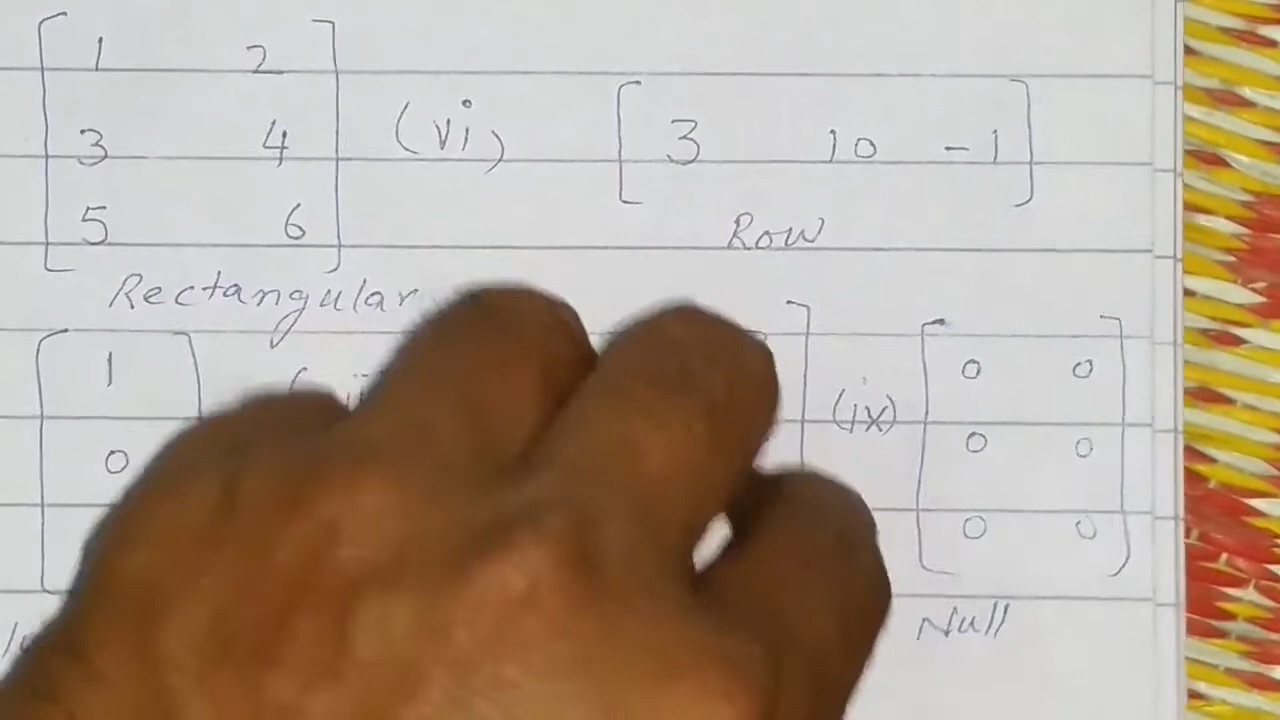 1 2
3 4
5 6
Rectangular
(vi) 3 10 -1
Row
1
0
(ix) 0 0
0 0
0 0
Null